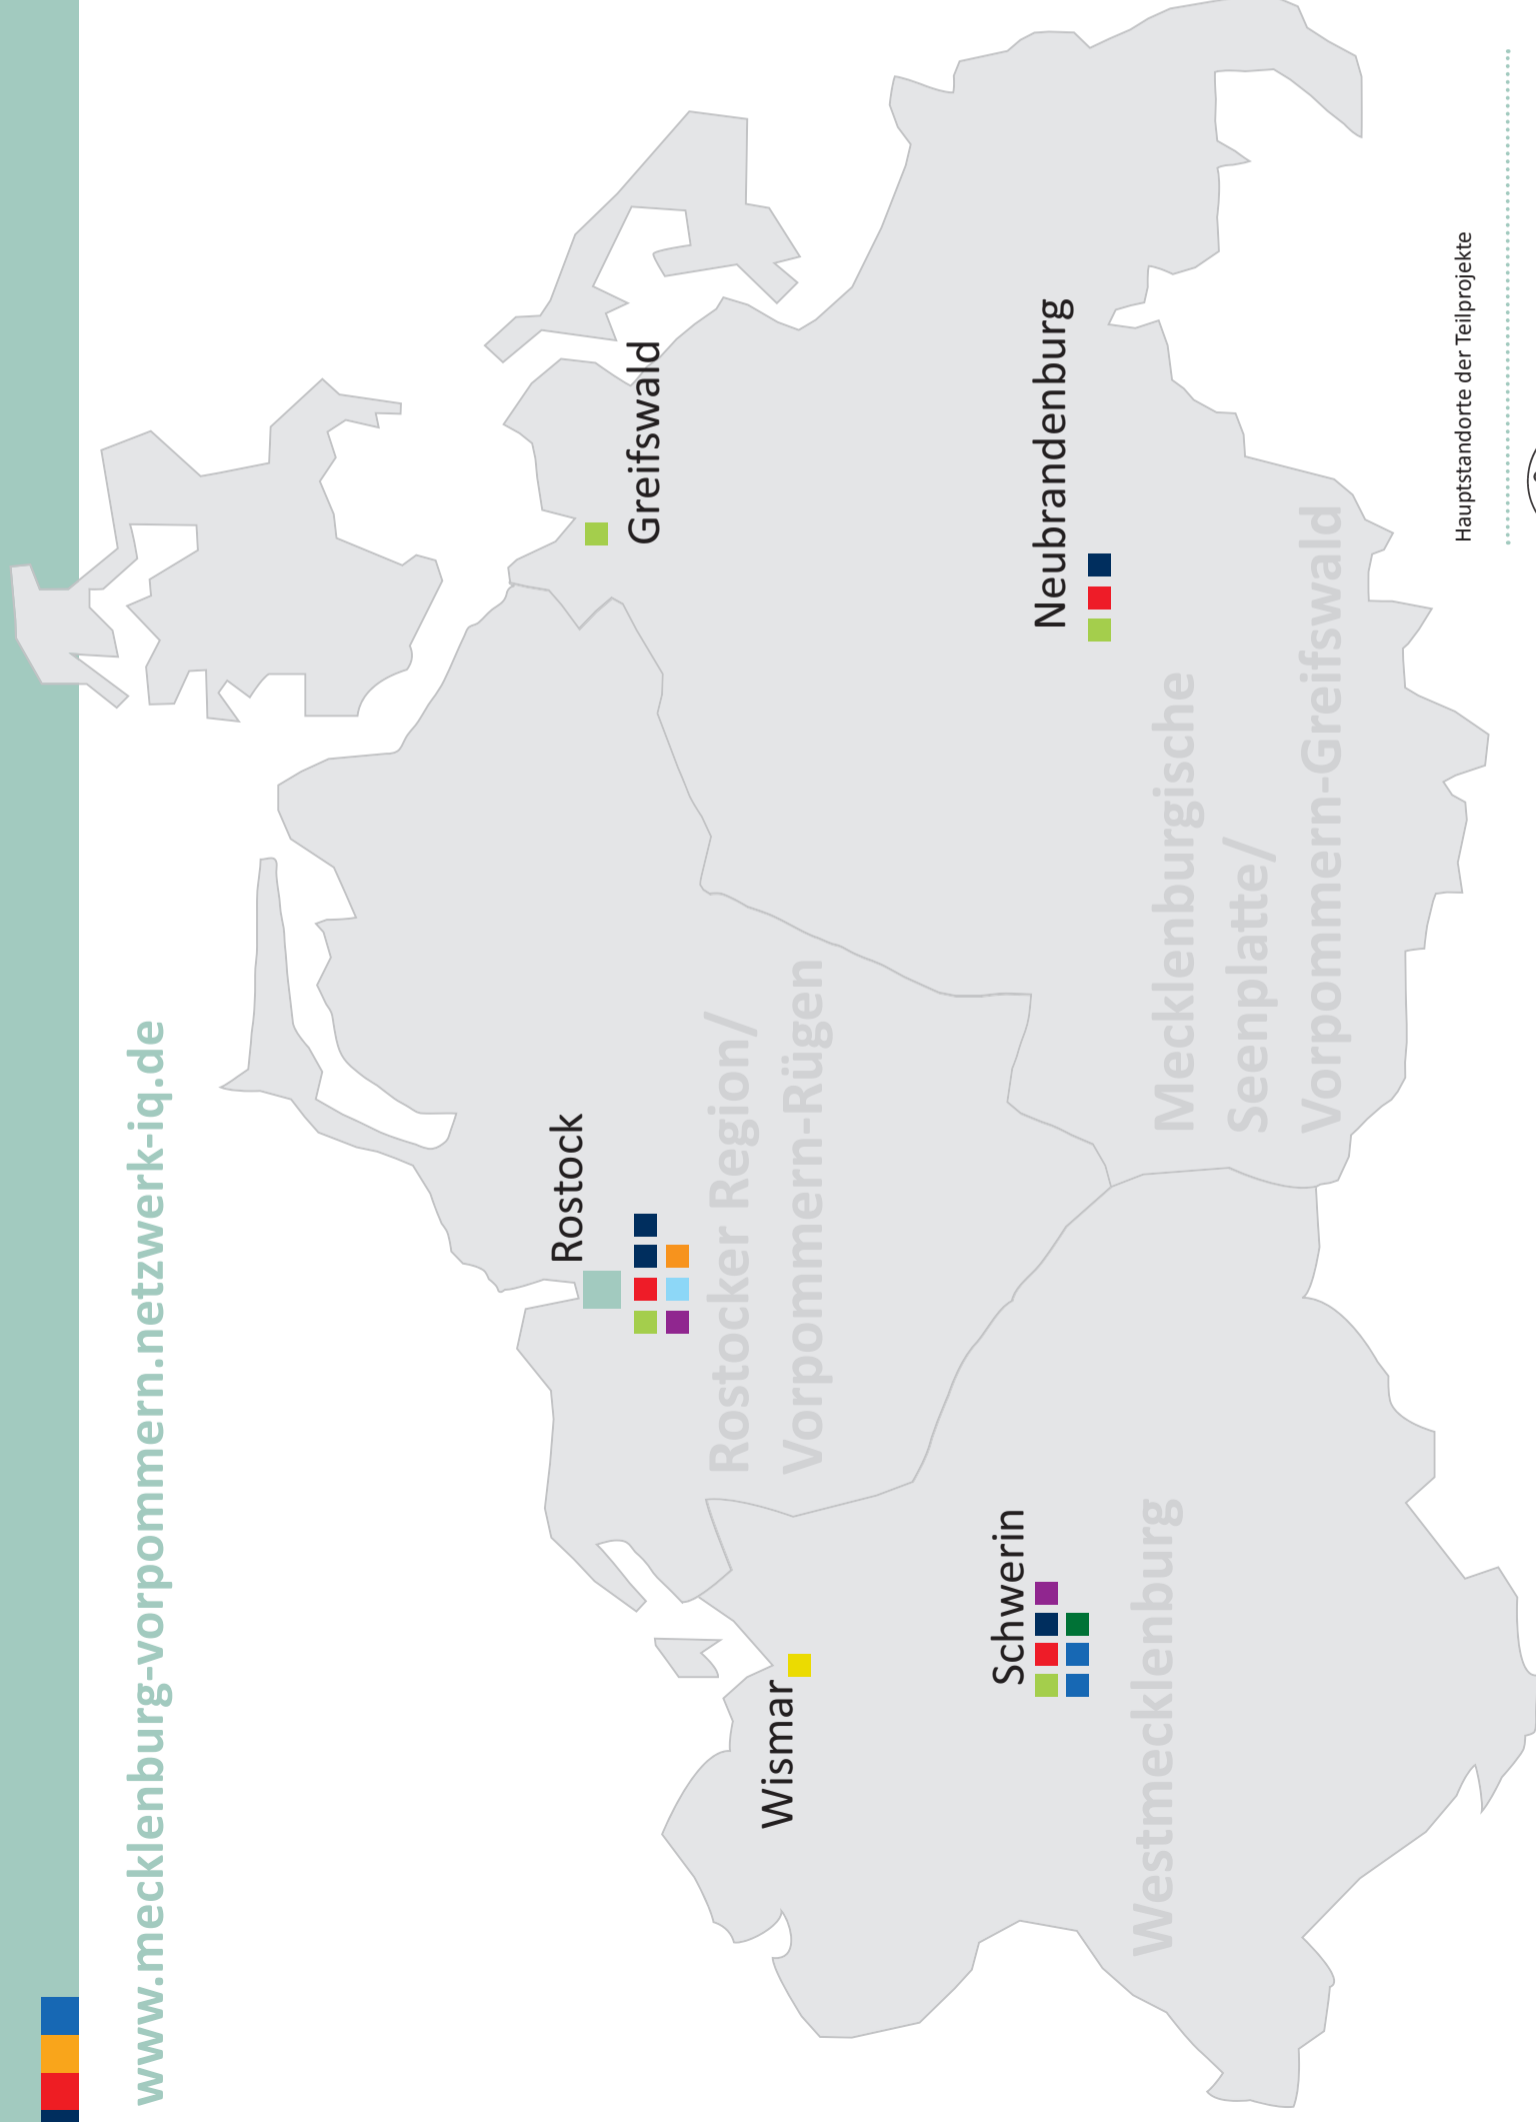 www.mecklenburg-vorpommern.netzwerk-iq.de
Greifswald
Rostock
Rostocker Region/
Vorpommern-Rügen
Wismar
Neubrandenburg
Schwerin
Mecklenburgische
Seenplatte/
Vorpommern-Greifswald
Westmecklenburg
Hauptstandorte der Teilprojekte